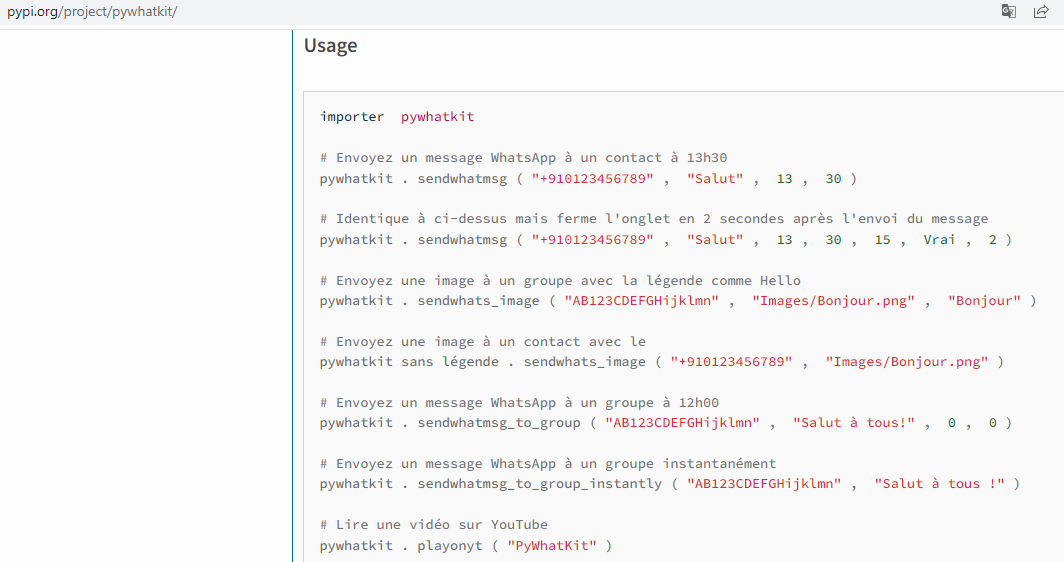 pypi.org/project/pywhatkit/
Usage
importer pywhatkit
# Envoyez un message WhatsApp à un contact à 13h30
pywhatkit . sendwhatmsg ( "+910123456789" , "Salut" , 13 , 30 )
# Identique à ci-dessus mais ferme l'onglet en 2 secondes après l'envoi du message
pywhatkit . sendwhatmsg ( "+910123456789" , "Salut" , 13 , 30 , 15 , Vrai , 2 )
# Envoyez une image à un groupe avec la légende comme Hello
pywhatkit . sendwhats_image ( "AB123CDEFGHijklmn" , "Images/Bonjour.png" , "Bonjour" )
# Envoyez une image à un contact avec le
pywhatkit sans légende . sendwhats_image ( "+910123456789" , "Images/Bonjour.png" )
# Envoyez un message WhatsApp à un groupe à 12h00
pywhatkit . sendwhatmsg_to_group ( "AB123CDEFGHijklmn" , "Salut à tous!" , 0 , 0 )
# Envoyez un message WhatsApp à un groupe instantanément
pywhatkit . sendwhatmsg_to_group_instantly ( "AB123CDEFGHijklmn" , "Salut à tous !" )
# Lire une vidéo sur YouTube
pywhatkit . playonyt ( "PyWhatKit" )